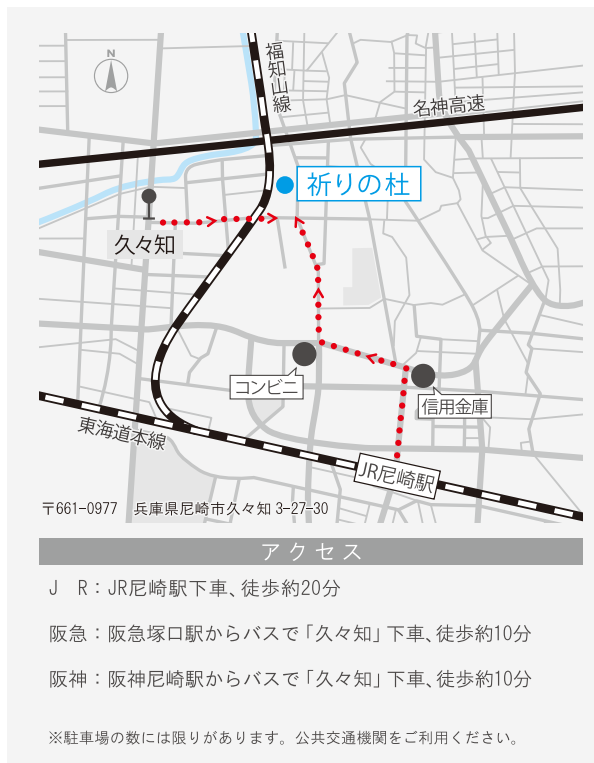 N
福知山線
名神高速
祈りの杜
久々知
コンビニ
信用金庫
東海道本線
JR尼崎駅
〒661-0977　兵庫県尼崎市久々知 3-27-30
アクセス
J　R：JR尼崎駅下車、徒歩約20分
阪急：阪急塚口駅からバスで「久々知」下車、徒歩約10分
阪神：阪神尼崎駅からバスで「久々知」下車、徒歩約10分
※駐車場の数には限りがあります。公共交通機関をご利用ください。